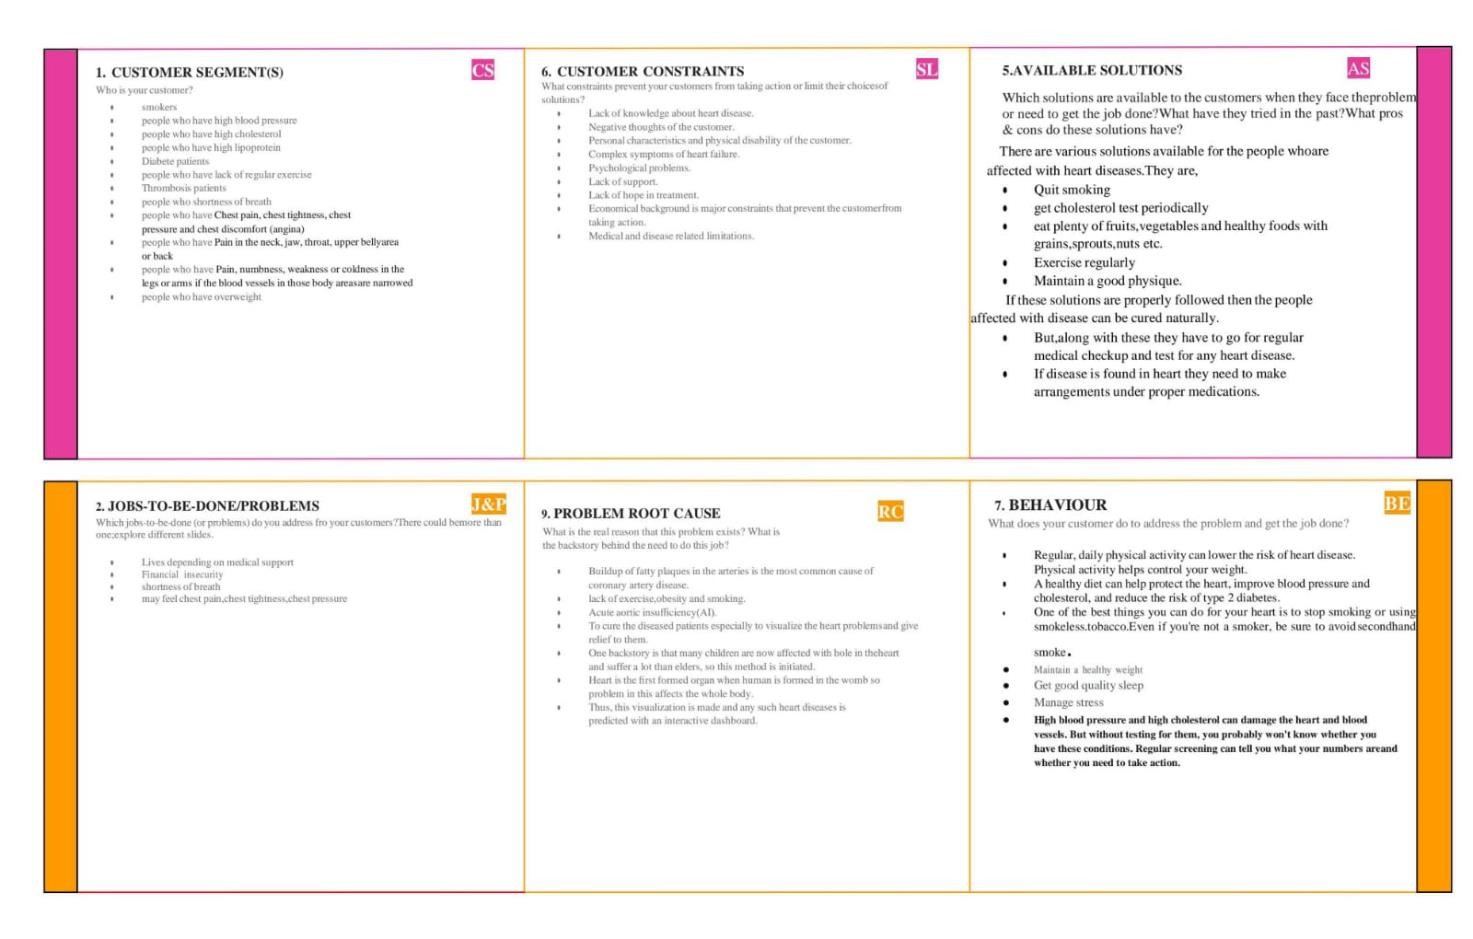 1. CUSTOMER SEGMENT(S)
CS
Who is your customer?
smokers
people who have high blood pressure
people who have high cholesterol
people who have high lipoprotein
Diabete patients
people who have lack of regular exercise
Thrombosis patients
people who shortness of breath
people who have Chest pain, chest tightness, chest
pressure and chest discomfort (angina)
people who have Pain in the neck, jaw, throat, upper bellyarea
or back
people who have Pain, numbness, weakness or coldness in the
legs or arms if the blood vessels in those body areasare narrowed
people who have overweight
6. CUSTOMER CONSTRAINTS
SL
What constraints prevent your customers from taking action or limit their choicesof
solutions?
Lack of knowledge about heart disease.
Negative thoughts of the customer.
Personal characteristics and physical disability of the customer.
Complex symptoms of heart failure.
Psychological problems.
Lack of support.
Lack of hope in treatment.
Economical background is major constraints that prevent the customerfrom
taking action.
Medical and disease related limitations.
5.AVAILABLE SOLUTIONS
AS
Which solutions are available to the customers when they face theproblem
or need to get the job done?What have they tried in the past?What pros
& cons do these solutions have?
There are various solutions available for the people whoare
affected with heart diseases.They are,
Quit smoking
get cholesterol test periodically
eat plenty of fruits,vegetables and healthy foods with
grains,sprouts,nuts etc.
Exercise regularly
Maintain a good physique.
If these solutions are properly followed then the people
affected with disease can be cured naturally.
But,along with these they have to go for regular
medical checkup and test for any heart disease.
If disease is found in heart they need to make
arrangements under proper medications.
2. JOBS-TO-BE-DONE/PROBLEMS
J&P
Which jobs-to-be-done (or problems) do you address fro your customers?There could bemore than
one;explore different slides.
Lives depending on medical support
Financial insecurity
shortness of breath
may feel chest pain,chest tightness,chest pressure
9. PROBLEM ROOT CAUSE
RC
What is the real reason that this problem exists? What is
the backstory behind the need to do this job?
Buildup of fatty plaques in the arteries is the most common cause of
coronary artery disease.
lack of exercise,obesity and smoking.
Acute aortic insufficiency(AI).
To cure the diseased patients especially to visualize the heart problemsand give
relief to them.
One backstory is that many children are now affected with hole in theheart
and suffer a lot than elders, so this method is initiated.
Heart is the first formed organ when human is formed in the womb so
problem in this affects the whole body.
Thus, this visualization is made and any such heart diseases is
predicted with an interactive dashboard.
7. BEHAVIOUR
BE
What does your customer do to address the problem and get the job done?
Regular, daily physical activity can lower the risk of heart disease.
Physical activity helps control your weight.
A healthy diet can help protect the heart, improve blood pressure and
cholesterol, and reduce the risk of type 2 diabetes.
One of the best things you can do for your heart is to stop smoking or using
smokeless.tobacco.Even if you're not a smoker, be sure to avoid secondhand
smoke.
Maintain a healthy weight
Get good quality sleep
Manage stress
High blood pressure and high cholesterol can damage the heart and blood
vessels. But without testing for them, you probably won't know whether you
have these conditions. Regular screening can tell you what your numbers areand
whether you need to take action.